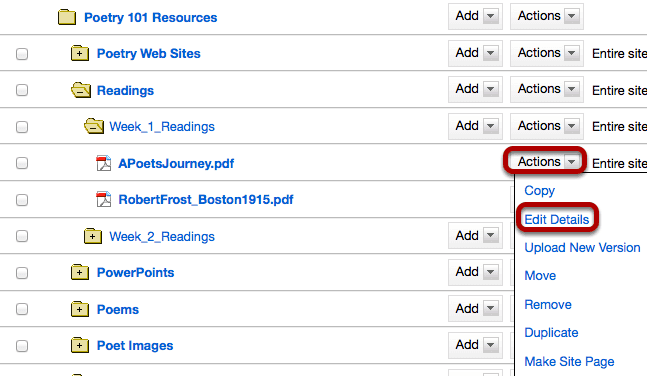 Poetry 101 Resources Add Actions
Poetry Web Sites Add Actions Entire site
Readings Add Actions Entire site
Week_1_Readings Add Actions Entire site
APoetsJourney.pdf Actions Entire site
RobertFrost_Boston1915.pdf
Week_2_Readings Add
PowerPoints Add
Poems Add
Poet Images Add
Copy
Edit Details
Upload New Version
Move
Remove
Duplicate
Make Site Page